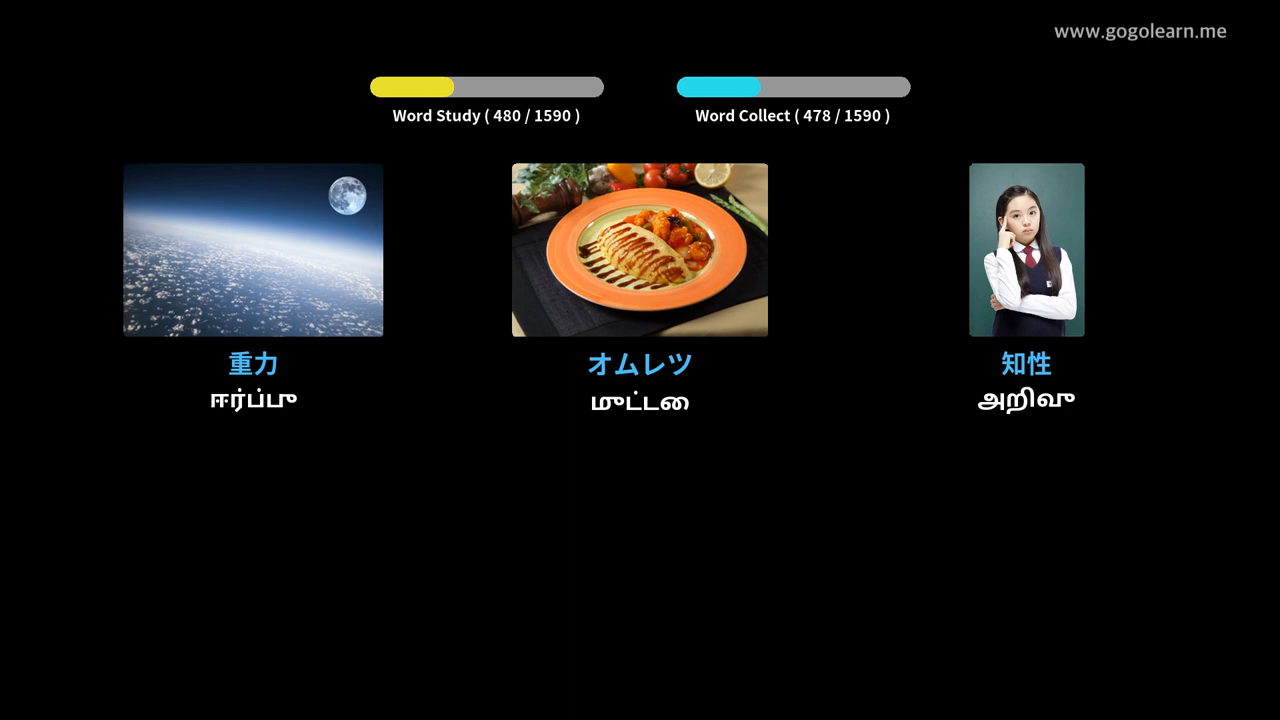 www.gogolearn.me
Word Study ( 480 / 1590 )
Word Collect ( 478 / 1590 )
重力
オムレツ
知性
ஈர்ப்பு
முட்டை
அறிவு